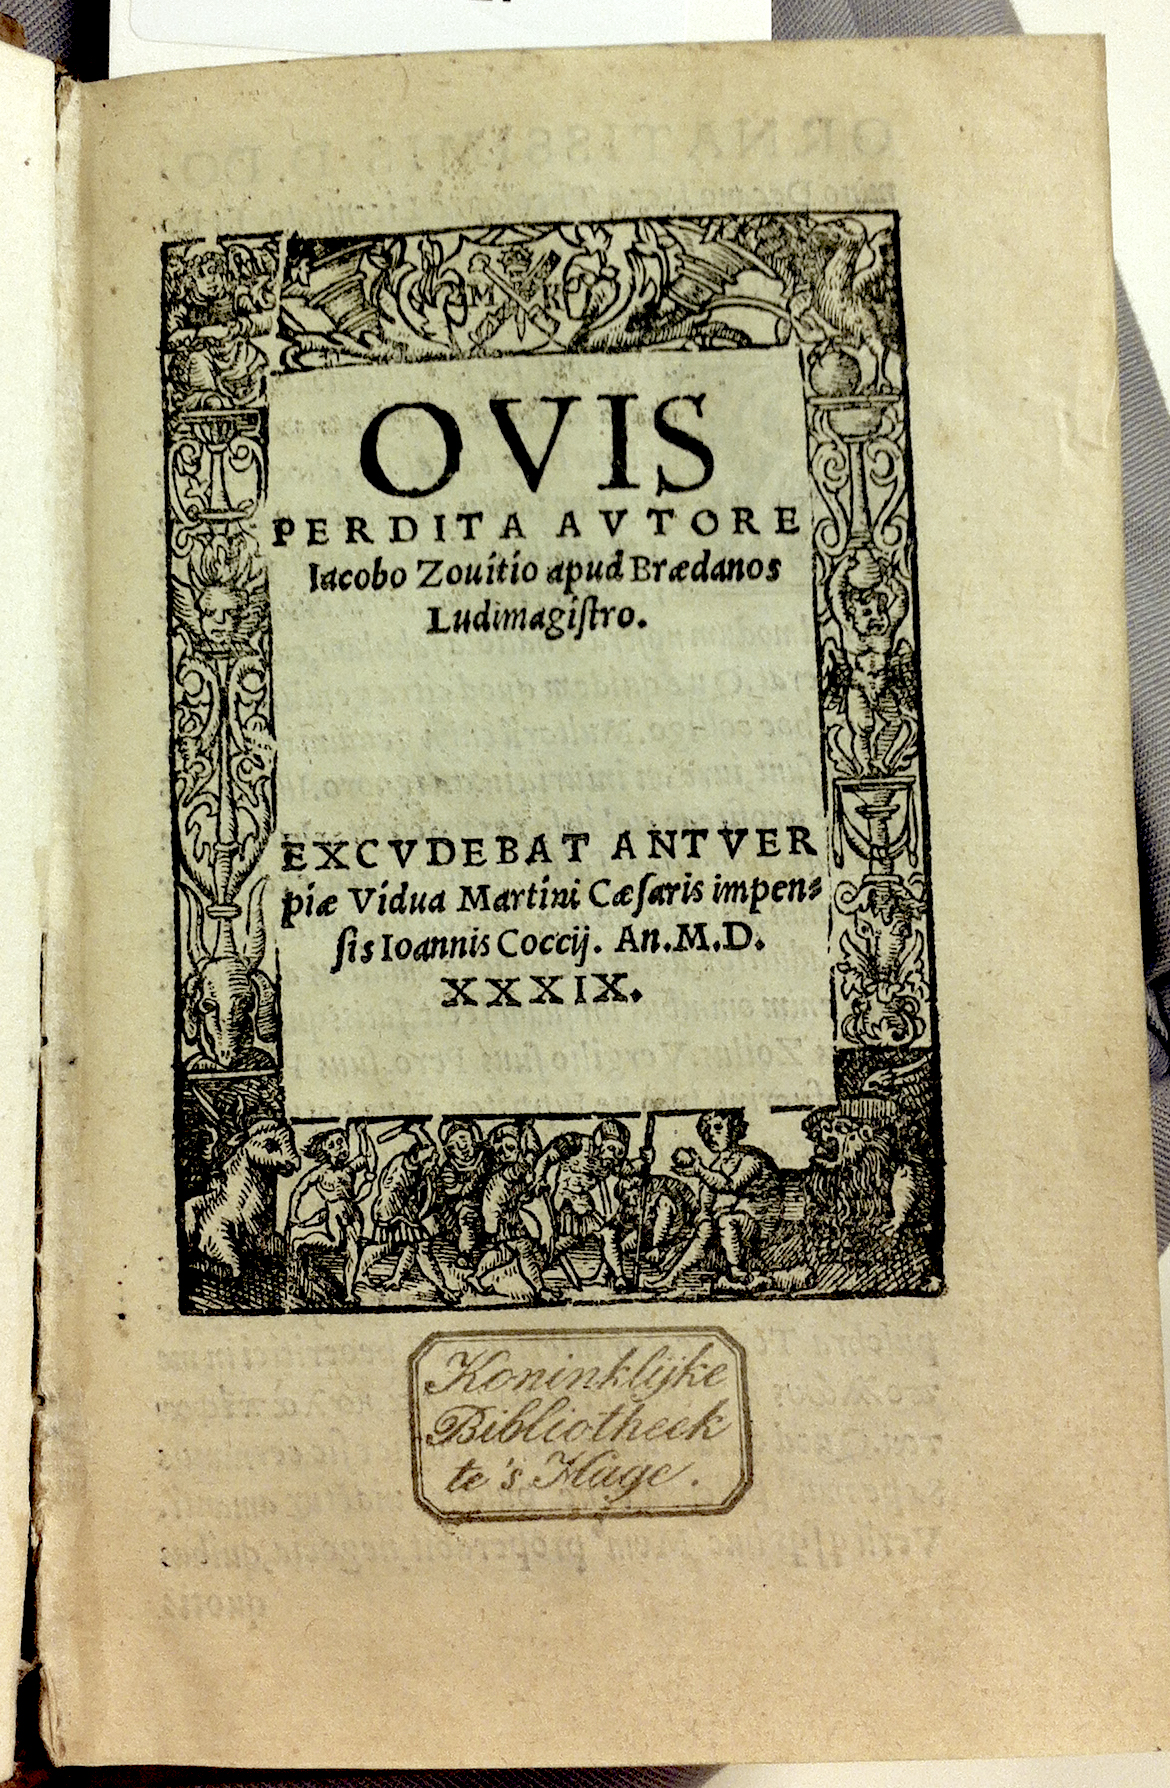 M K
OVIS
PERDITA AVTORE
Iacobo Zouitio apud Brædanos
Ludimagiſtro.
EXCVDEBAT ANTVER
piæ Vidua Martini Cæſaris impen⸗
ſis Ioannis Coccij. An.M.D.
XXXIX.
Koninklijke
Bibliotheek
te 's Hage.